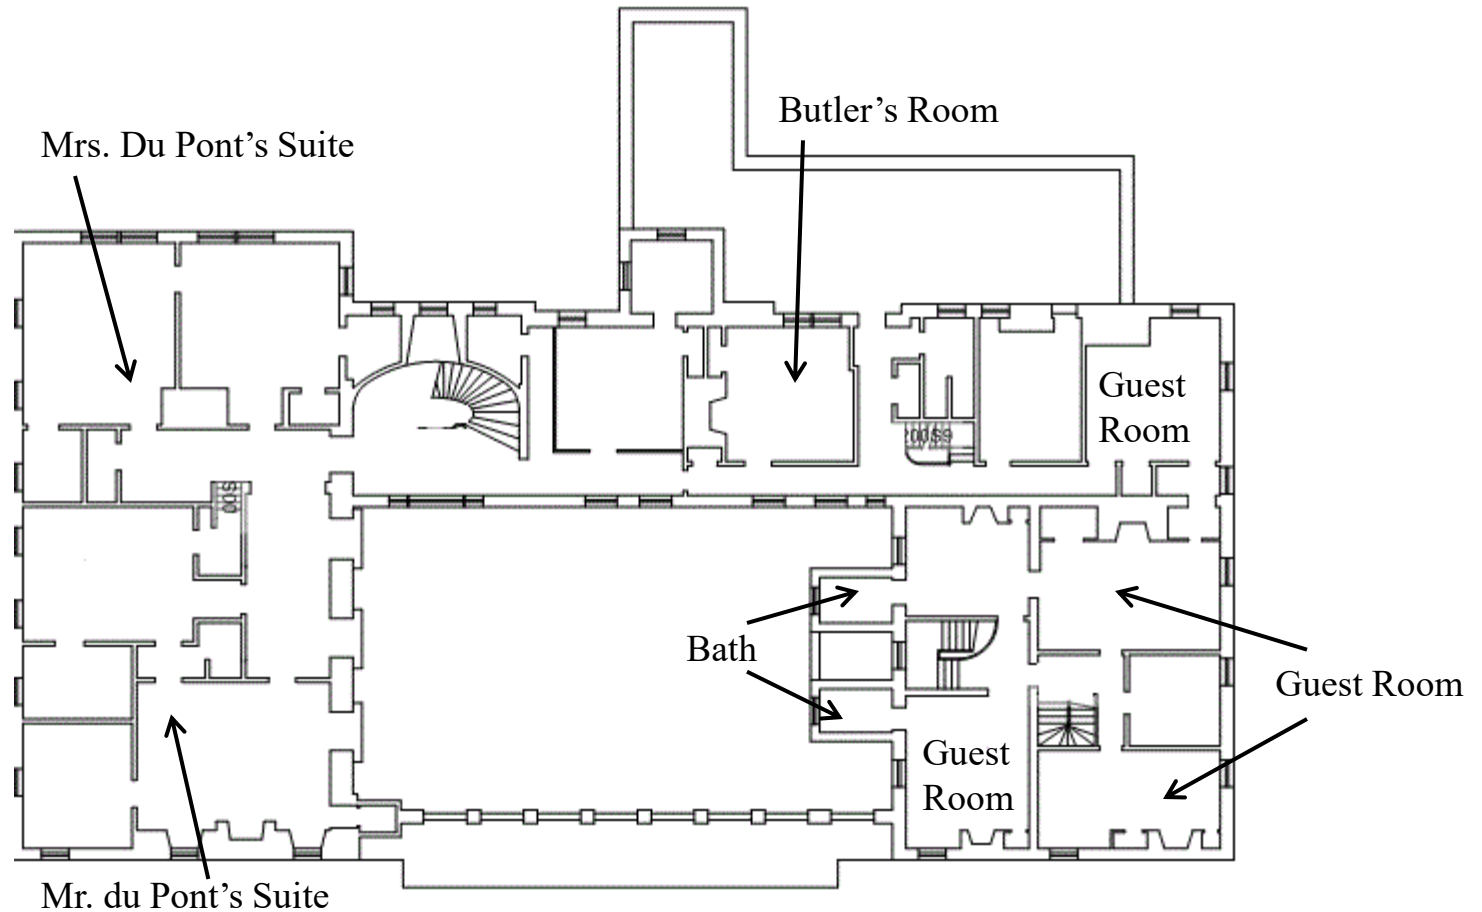 Butler’s Room
Mrs. Du Pont’s Suite
Guest
Room
Bath
Guest Room
Guest
Room
Mr. du Pont’s Suite